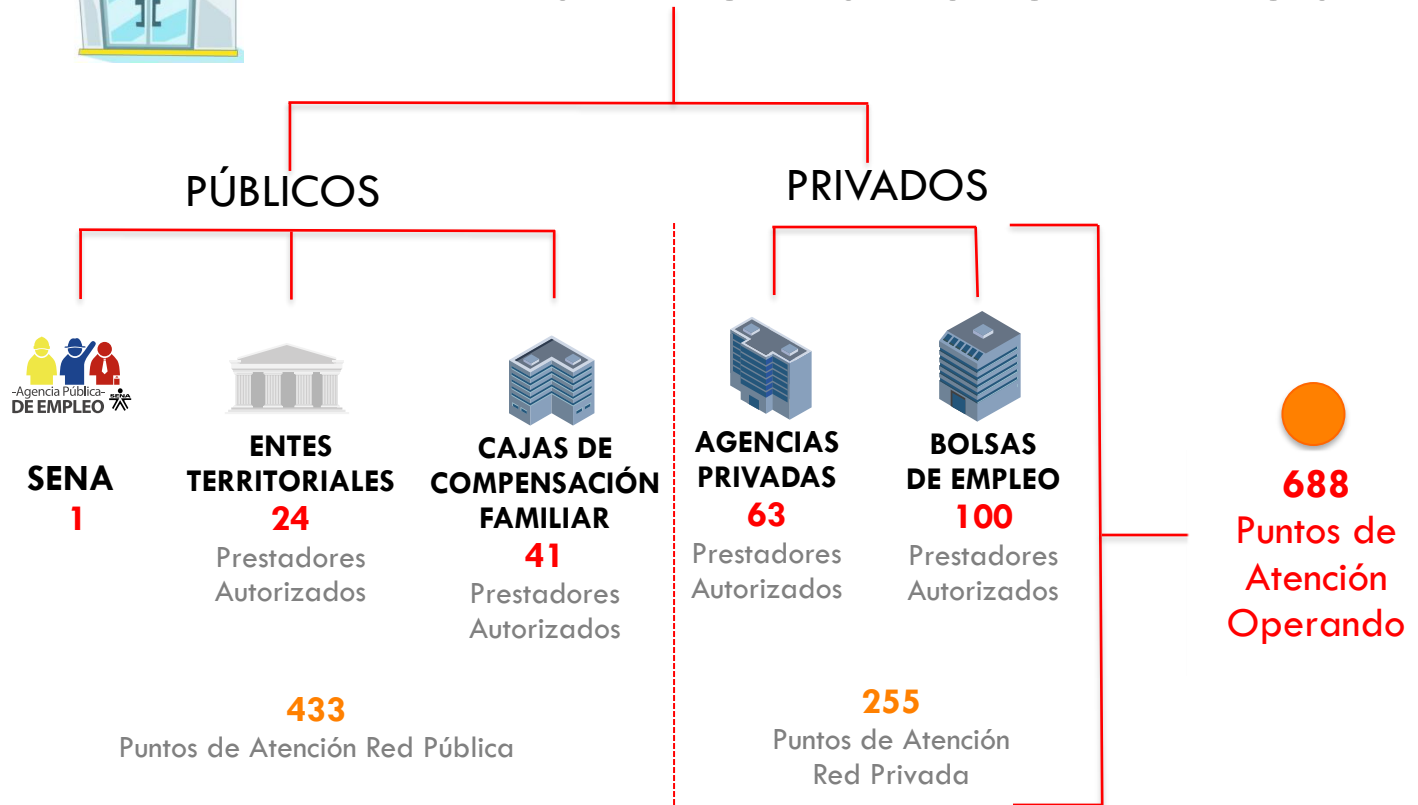 PÚBLICOS
PRIVADOS
-Agencia Pública-
DE EMPLEO
SENA
SENA
1
ENTES
TERRITORIALES
24
Prestadores
Autorizados
CAJAS DE
COMPENSACIÓN
FAMILIAR
41
Prestadores
Autorizados
AGENCIAS
PRIVADAS
63
Prestadores
Autorizados
BOLSAS
DE EMPLEO
100
Prestadores
Autorizados
688
Puntos de
Atención
Operando
433
Puntos de Atención Red Pública
255
Puntos de Atención
Red Privada